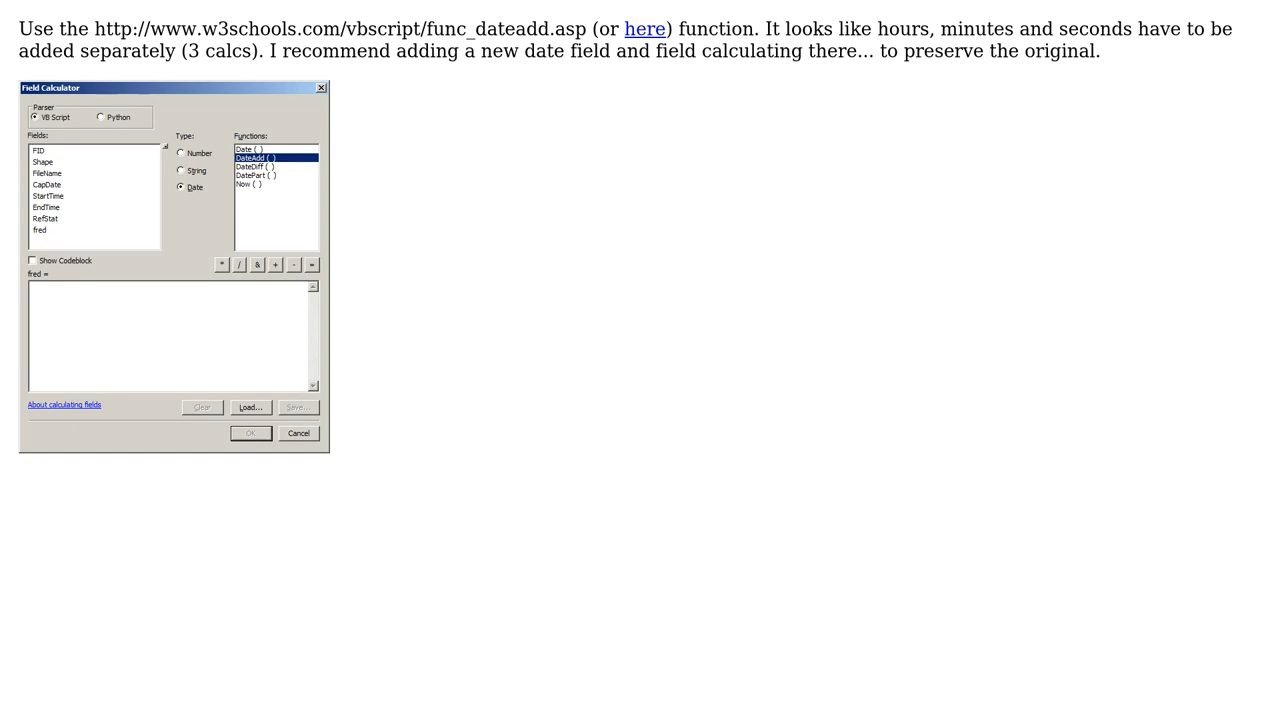 Use the http://www.w3schools.com/vbscript/func_dateadd.asp (or here) function. It looks like hours, minutes and seconds have to be
added separately (3 calcs). I recommend adding a new date field and field calculating there... to preserve the original.
Field Calculator
Parser
VB Script Python
Fields:
FID
Shape
FileName
CapDate
StartTime
EndTime
RefStat
fred
Type:
Number
String
Date
Functions:
Date ( )
DateAdd ( )
DateDiff ( )
DatePart ( )
Now ( )
Show Codeblock
* / & + - =
fred =
About calculating fields
Clear Load... Save...
OK Cancel